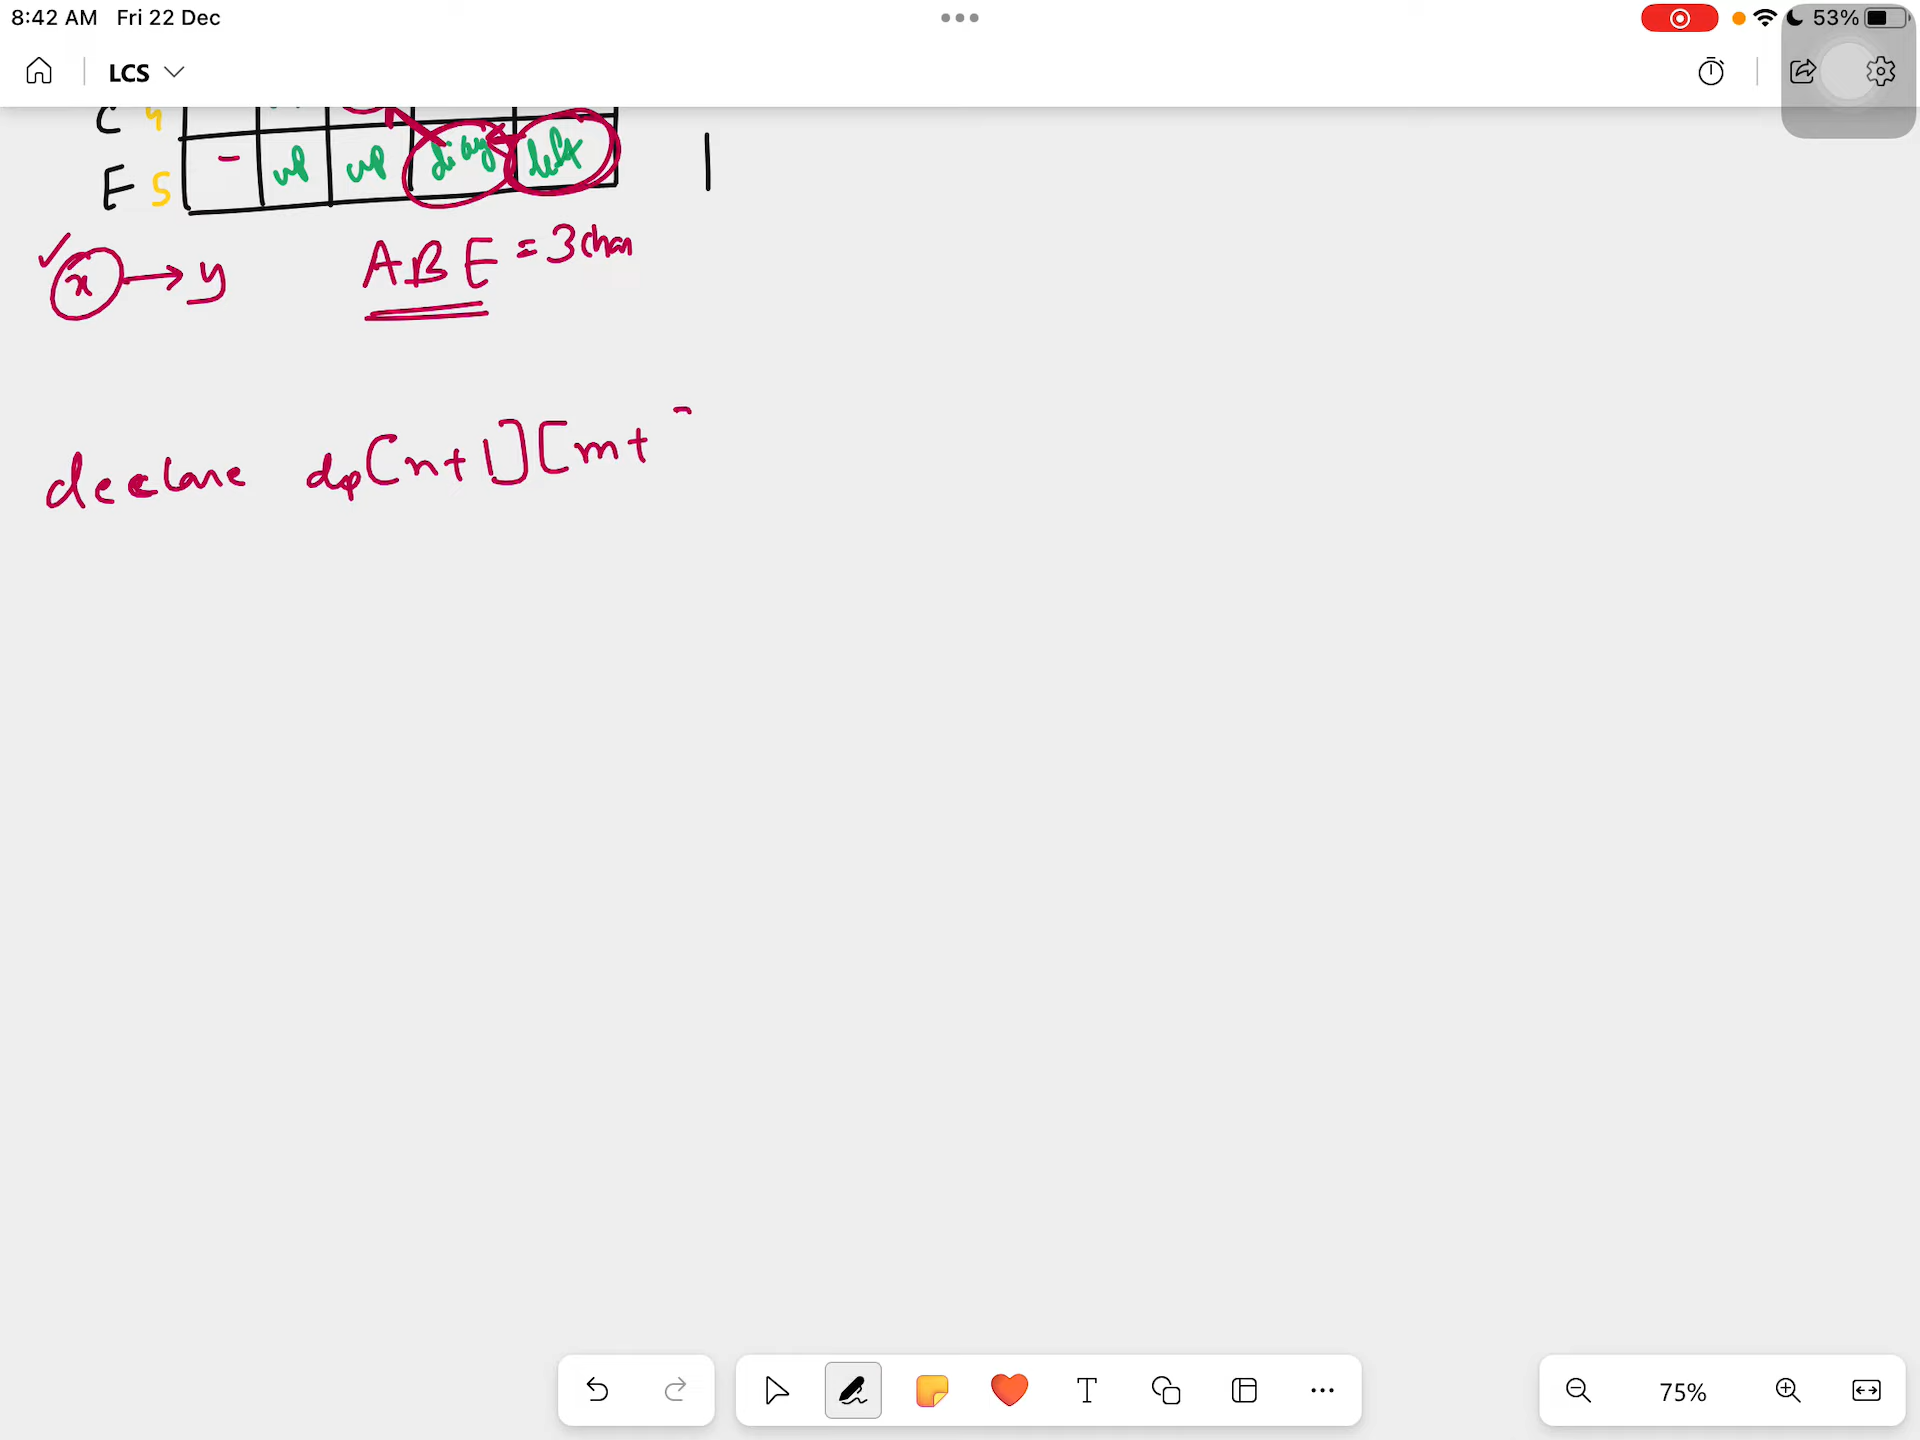 8:42 AM Fri 22 Dec 53%
LCS
C 4
E 5 - up up diag left
x → y ABE = 3 char
declare dp[n+1][m+
75%